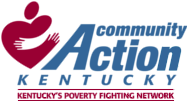 community
Action
KENTUCKY
KENTUCKY'S POVERTY FIGHTING NETWORK